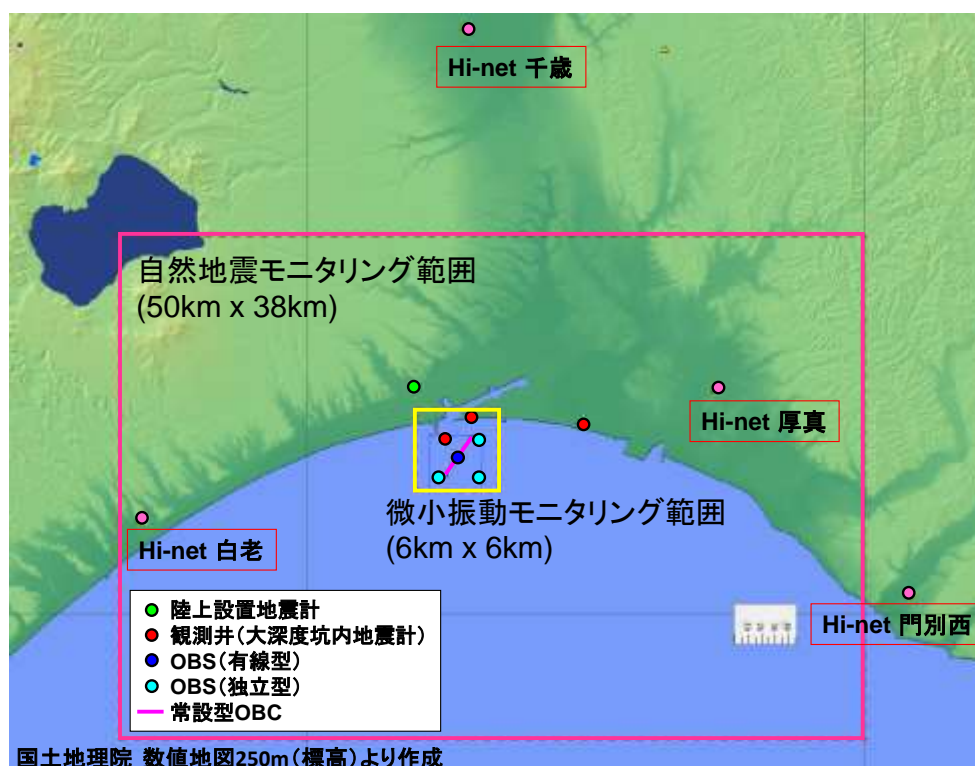 Hi-net 千歳
自然地震モニタリング範囲
(50km x 38km)
Hi-net 厚真
微小振動モニタリング範囲
(6km x 6km)
Hi-net 白老
陸上設置地震計
観測井(大深度坑内地震計)
OBS(有線型)
OBS(独立型)
常設型OBC
Hi-net 門別西
国土地理院 数値地図250m(標高)より作成